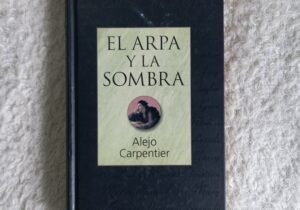 EL ARPA
Y LA
SOMBRA
Alejo
Carpentier